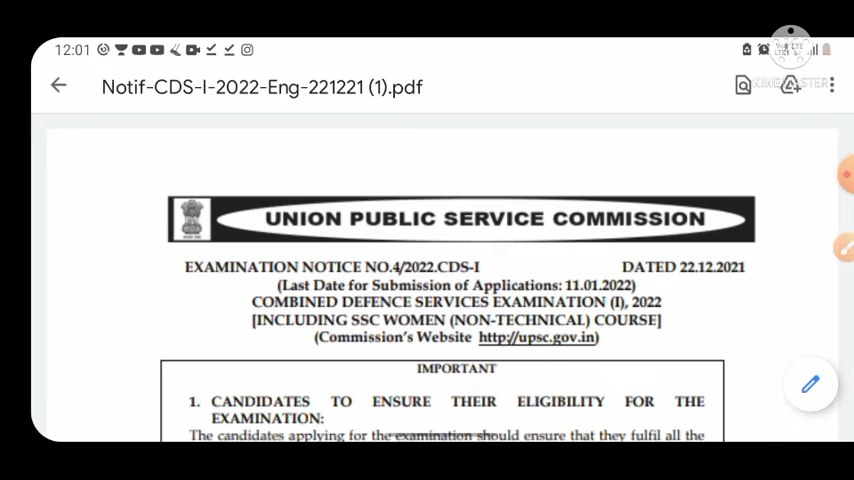 12:01
Notif-CDS-I-2022-Eng-221221 (1).pdf
KINEMASTER
UNION PUBLIC SERVICE COMMISSION
EXAMINATION NOTICE NO.4/2022.CDS-I DATED 22.12.2021
(Last Date for Submission of Applications: 11.01.2022)
COMBINED DEFENCE SERVICES EXAMINATION (I), 2022
[INCLUDING SSC WOMEN (NON-TECHNICAL) COURSE]
(Commission's Website http://upsc.gov.in)
IMPORTANT
1. CANDIDATES TO ENSURE THEIR ELIGIBILITY FOR THE
EXAMINATION:
The candidates applying for the examination should ensure that they fulfil all the